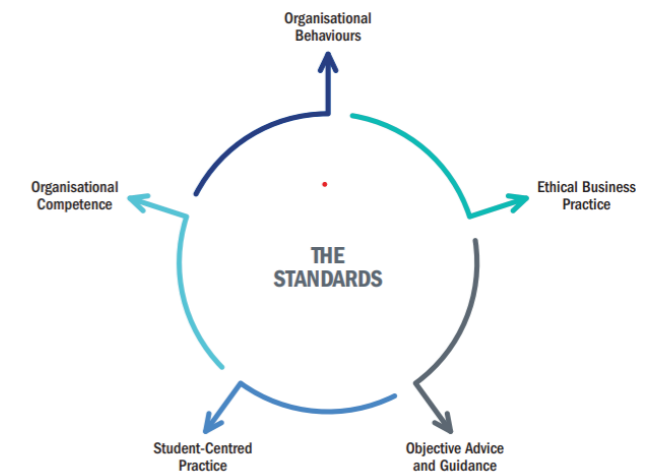 Organisational
Behaviours
Organisational
Competence
Ethical Business
Practice
THE
STANDARDS
Student-Centred
Practice
Objective Advice
and Guidance